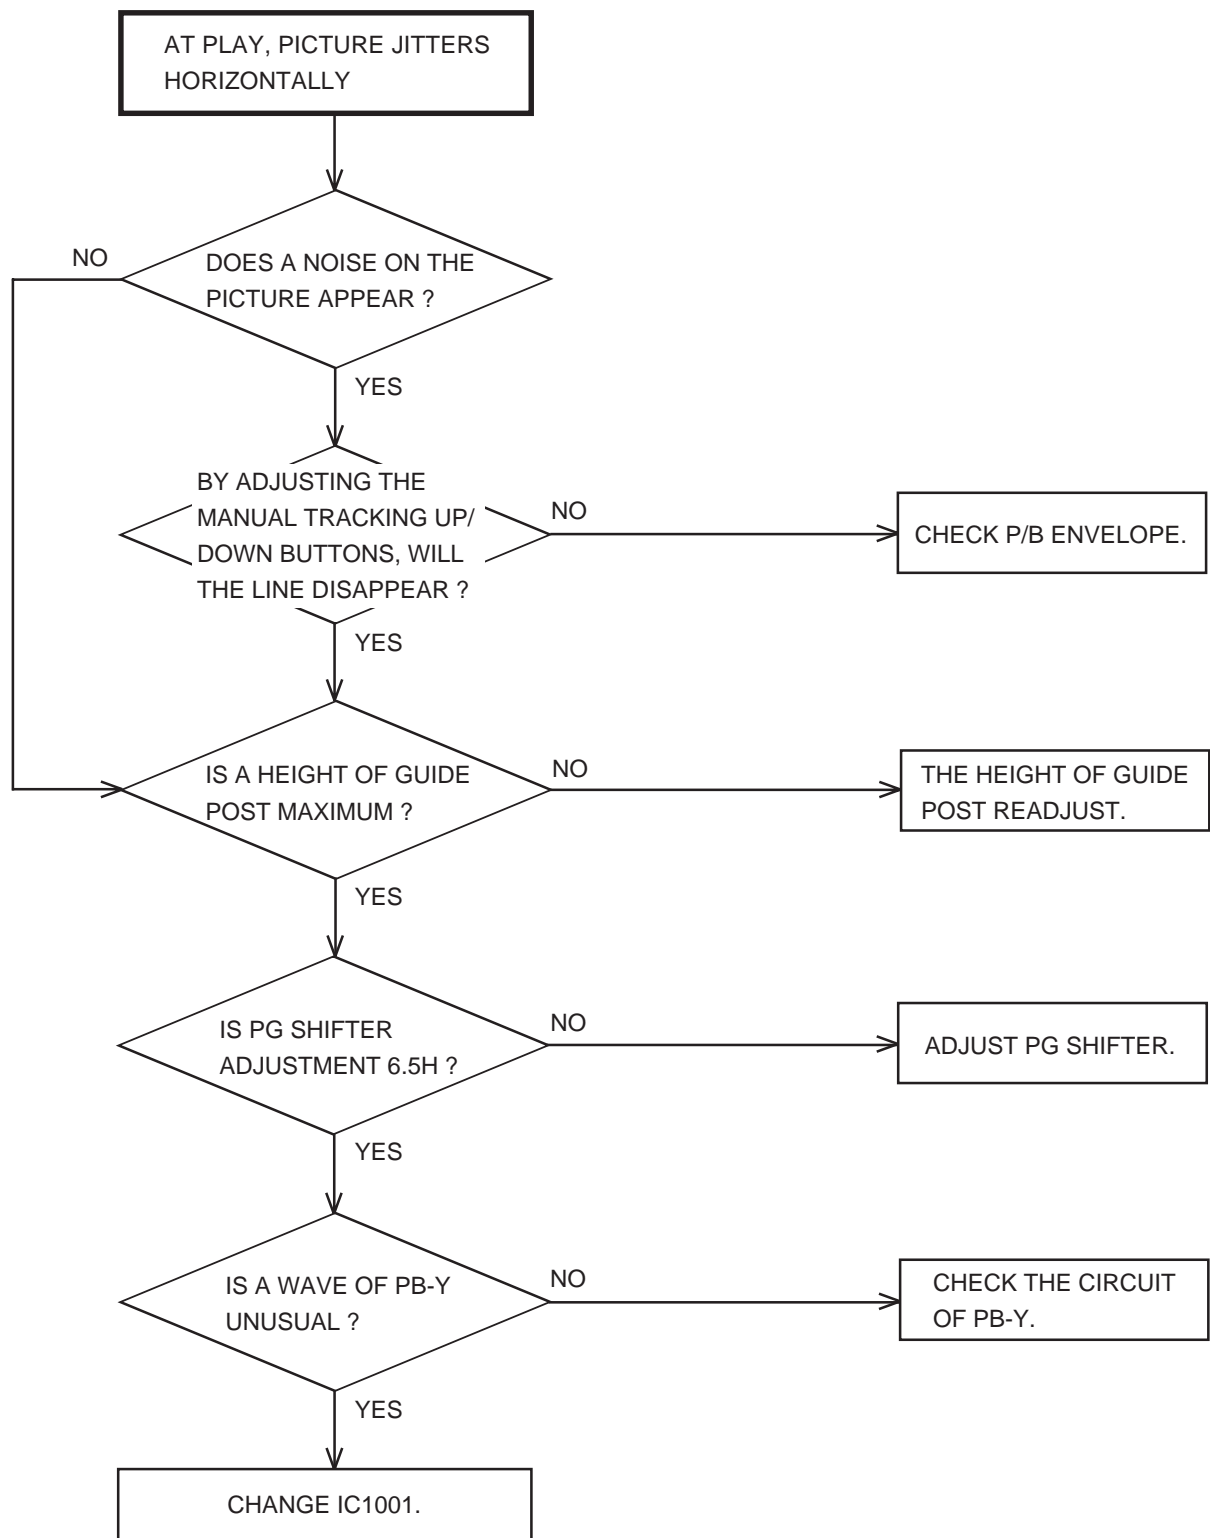 AT PLAY, PICTURE JITTERS
HORIZONTALLY
NO
DOES A NOISE ON THE
PICTURE APPEAR ?
YES
BY ADJUSTING THE
MANUAL TRACKING UP/
DOWN BUTTONS, WILL
THE LINE DISAPPEAR ?
NO
CHECK P/B ENVELOPE.
YES
IS A HEIGHT OF GUIDE
POST MAXIMUM ?
NO
THE HEIGHT OF GUIDE
POST READJUST.
YES
IS PG SHIFTER
ADJUSTMENT 6.5H ?
NO
ADJUST PG SHIFTER.
YES
IS A WAVE OF PB-Y
UNUSUAL ?
NO
CHECK THE CIRCUIT
OF PB-Y.
YES
CHANGE IC1001.